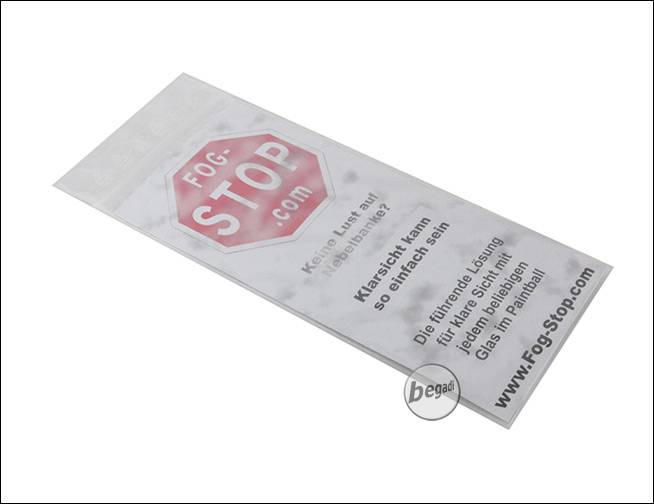 FOG-
STOP
.com
Keine Lust auf
Nebelbanke?
Klarsicht kann
so einfach sein
Die führende Lösung
für klare Sicht mit
jedem beliebigen
Glas im Paintball
www.Fog-Stop.com
begadi